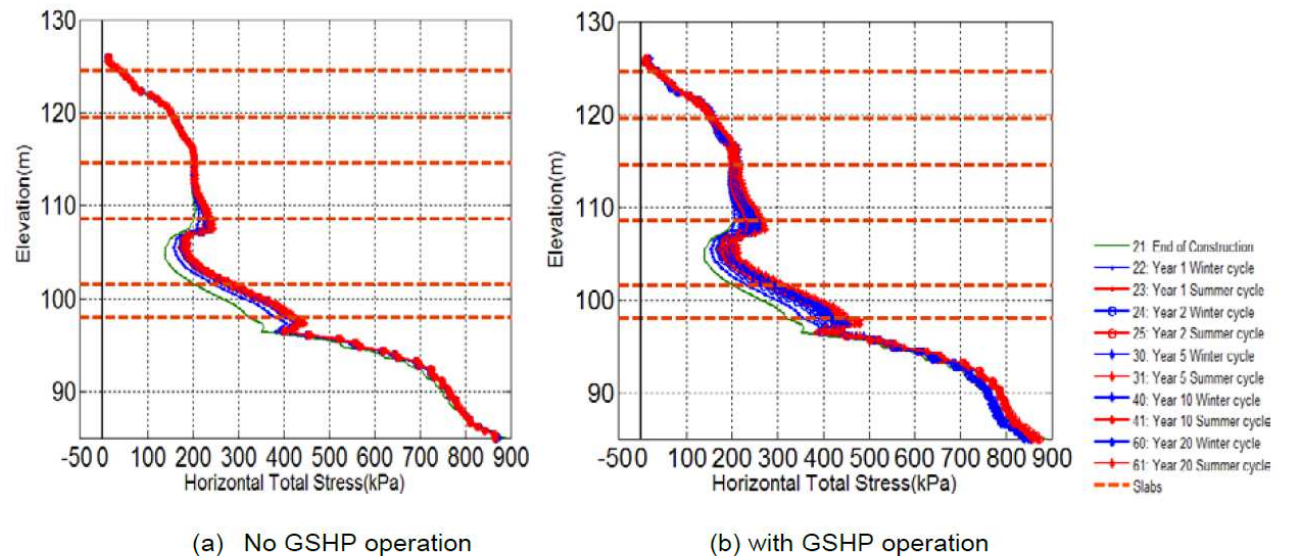 130
120
110
100
90
Elevation(m)
-50 0 100 200 300 400 500 600 700 800 900
Horizontal Total Stress(kPa)
(a) No GSHP operation
130
120
110
100
90
Elevation(m)
-50 0 100 200 300 400 500 600 700 800 900
Horizontal Total Stress(kPa)
(b) with GSHP operation
21: End of Construction
22: Year 1 Winter cycle
23: Year 1 Summer cycle
24: Year 2 Winter cycle
25: Year 2 Summer cycle
30: Year 5 Winter cycle
31: Year 5 Summer cycle
40: Year 10 Winter cycle
41: Year 10 Summer cycle
60: Year 20 Winter cycle
61: Year 20 Summer cycle
Slabs